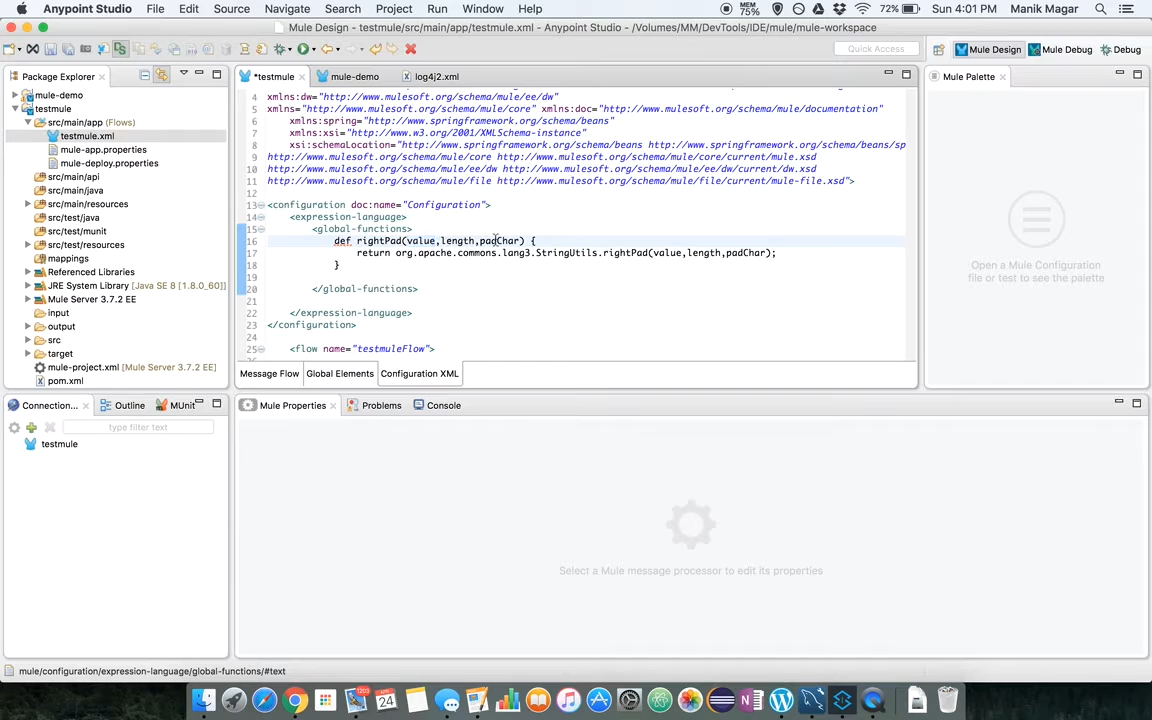 Anypoint Studio File Edit Source Navigate Search Project Run Window Help MEM 75% 72% Sun 4:01 PM Manik Magar
Mule Design - testmule/src/main/app/testmule.xml - Anypoint Studio - /Volumes/MM/DevTools/IDE/mule/mule-workspace
Quick Access Mule Design Mule Debug Debug
Package Explorer
mule-demo
testmule
src/main/app (Flows)
testmule.xml
mule-app.properties
mule-deploy.properties
src/main/api
src/main/java
src/main/resources
src/test/java
src/test/munit
src/test/resources
mappings
Referenced Libraries
JRE System Library [Java SE 8 [1.8.0_60]]
Mule Server 3.7.2 EE
input
output
src
target
mule-project.xml [Mule Server 3.7.2 EE]
pom.xml
*testmule mule-demo log4j2.xml
4 xmlns:dw="http://www.mulesoft.org/schema/mule/ee/dw"
5 xmlns="http://www.mulesoft.org/schema/mule/core" xmlns:doc="http://www.mulesoft.org/schema/mule/documentation"
6 xmlns:spring="http://www.springframework.org/schema/beans"
7 xmlns:xsi="http://www.w3.org/2001/XMLSchema-instance"
8 xsi:schemaLocation="http://www.springframework.org/schema/beans http://www.springframework.org/schema/beans/sp
9 http://www.mulesoft.org/schema/mule/core http://www.mulesoft.org/schema/mule/core/current/mule.xsd
10 http://www.mulesoft.org/schema/mule/ee/dw http://www.mulesoft.org/schema/mule/ee/dw/current/dw.xsd
11 http://www.mulesoft.org/schema/mule/file http://www.mulesoft.org/schema/mule/file/current/mule-file.xsd">
12
13 <configuration doc:name="Configuration">
14 <expression-language>
15 <global-functions>
16 def rightPad(value,length,padChar) {
17 return org.apache.commons.lang3.StringUtils.rightPad(value,length,padChar);
18 }
19
20 </global-functions>
21
22 </expression-language>
23 </configuration>
24
25 <flow name="testmuleFlow">
Message Flow Global Elements Configuration XML
Mule Palette
Open a Mule Configuration
file or test to see the palette
Connection... Outline MUnit
type filter text
testmule
Mule Properties Problems Console
Select a Mule message processor to edit its properties
mule/configuration/expression-language/global-functions/#text